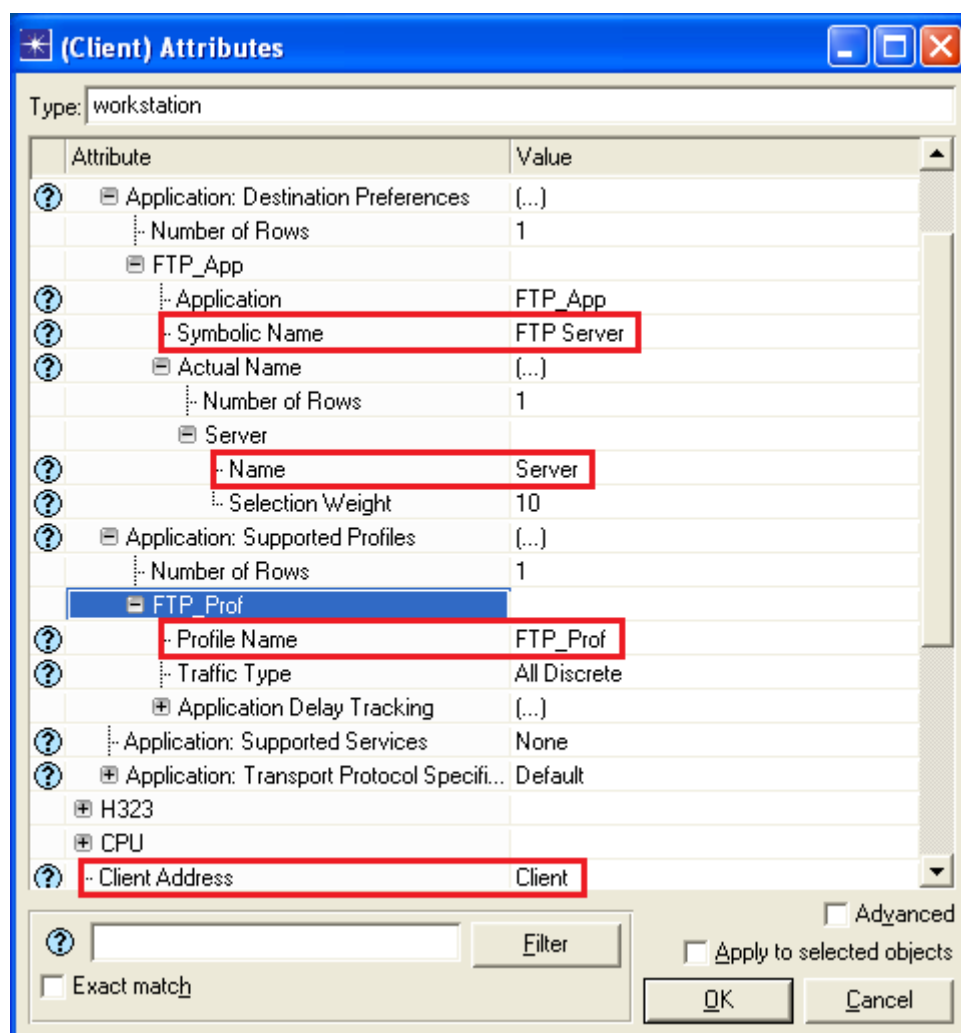 (Client) Attributes
Type: workstation
Attribute Value
Application: Destination Preferences (...)
Number of Rows 1
FTP_App
Application FTP_App
Symbolic Name FTP Server
Actual Name (...)
Number of Rows 1
Server
Name Server
Selection Weight 10
Application: Supported Profiles (...)
Number of Rows 1
FTP_Prof
Profile Name FTP_Prof
Traffic Type All Discrete
Application Delay Tracking (...)
Application: Supported Services None
Application: Transport Protocol Specifi... Default
H323
CPU
Client Address Client
Advanced
Filter
Apply to selected objects
Exact match
OK Cancel